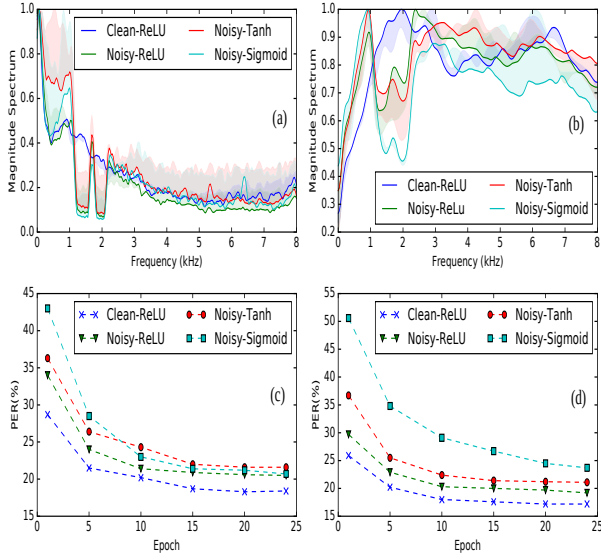 Magnitude Spectrum
1.0
0.8
0.6
0.4
0.2
0.0
Clean-ReLU
Noisy-ReLU
Noisy-Tanh
Noisy-Sigmoid
(a)
0 1 2 3 4 5 6 7 8
Frequency (kHz)
Magnitude Spectrum
1.0
0.9
0.8
0.7
0.6
0.5
0.4
0.3
0.2
(b)
Clean-ReLU
Noisy-ReLu
Noisy-Tanh
Noisy-Sigmoid
0 1 2 3 4 5 6 7 8
Frequency (kHz)
PER(%)
45
40
35
30
25
20
15
Clean-ReLU
Noisy-ReLU
Noisy-Tanh
Noisy-Sigmoid
(c)
0 5 10 15 20 25
Epoch
PER(%)
55
50
45
40
35
30
25
20
15
Clean-ReLU
Noisy-ReLU
Noisy-Tanh
Noisy-Sigmoid
(d)
0 5 10 15 20 25
Epoch